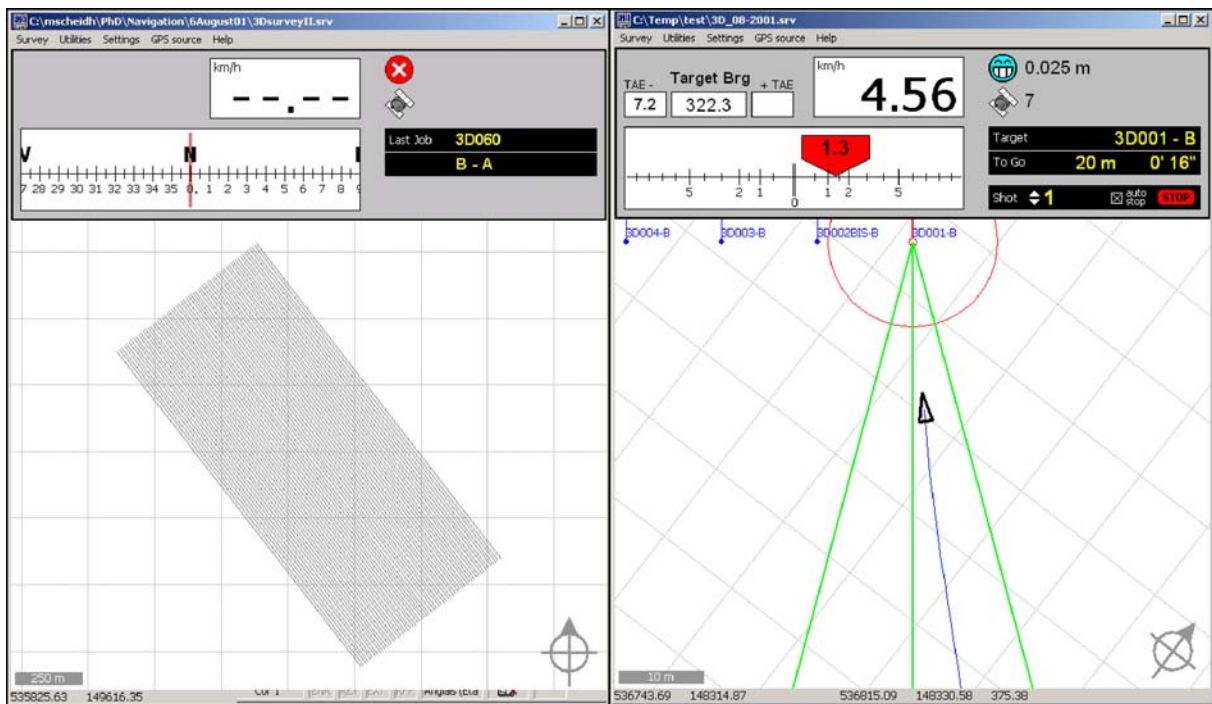 C:\mscheidh\PhD\Navigation\6August01\3DsurveyII.srv
Survey Utilities Settings GPS source Help
km/h
--.--
Last Job 3D060
B - A
N
7 28 29 30 31 32 33 34 35 0. 1 2 3 4 5 6 7 8 9
250 m
535825.63 149616.35
C:\Temp\test\3D_08-2001.srv
Survey Utilities Settings GPS source Help
TAE - Target Brg + TAE
7.2 322.3
km/h
4.56
0.025 m
7
1.3
5 2 1 0 1 2 5
Target 3D001 - B
To Go 20 m 0' 16"
Shot 1 auto stop STOP
3D004-B 3D003-B 3D002BIS-B 3D001-B
10 m
536743.69 148314.87 536815.09 148330.58 375.38